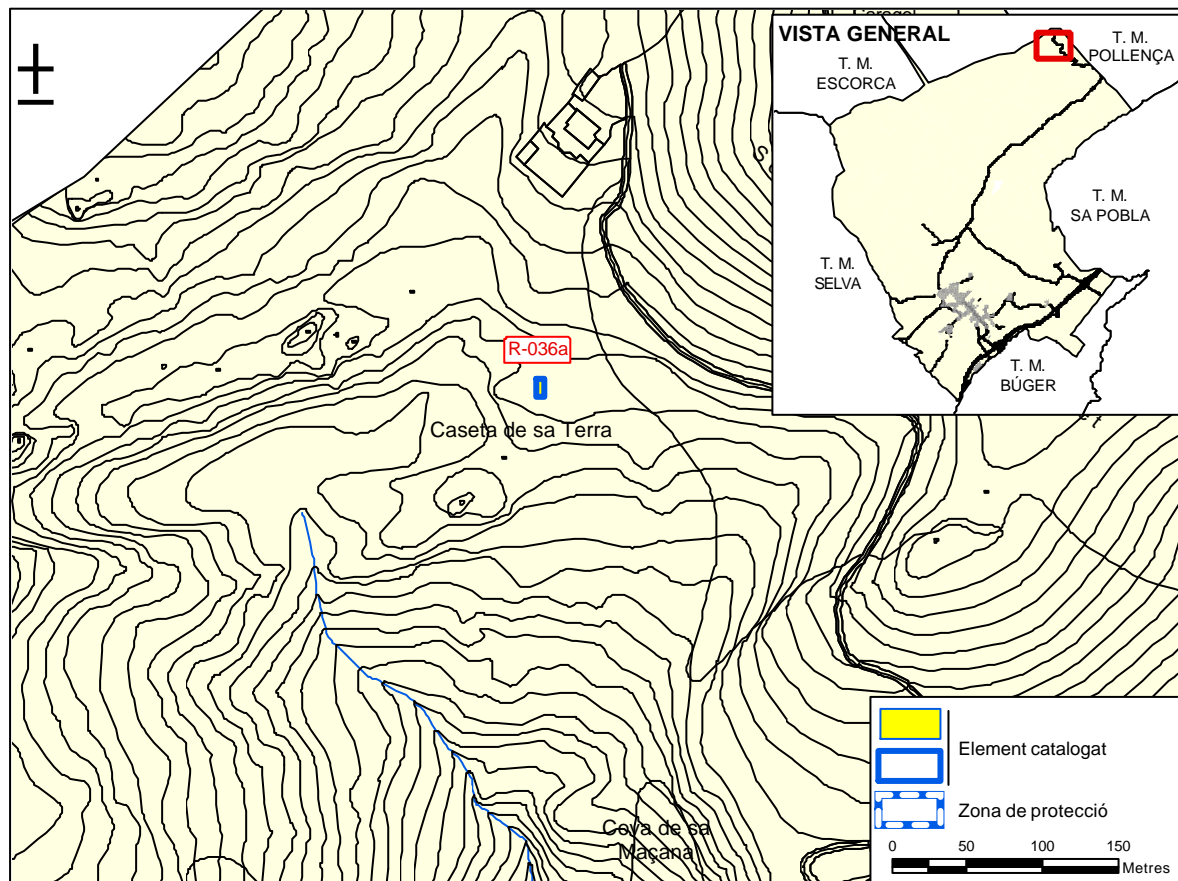 VISTA GENERAL
T. M.
POLLENÇA
T. M.
ESCORCA
T. M.
SA POBLA
T. M.
SELVA
T. M.
BÚGER
R-036a
Caseta de sa Terra
Cova de sa
Maçana
Element catalogat
Zona de protecció
0 50 100 150
Metres